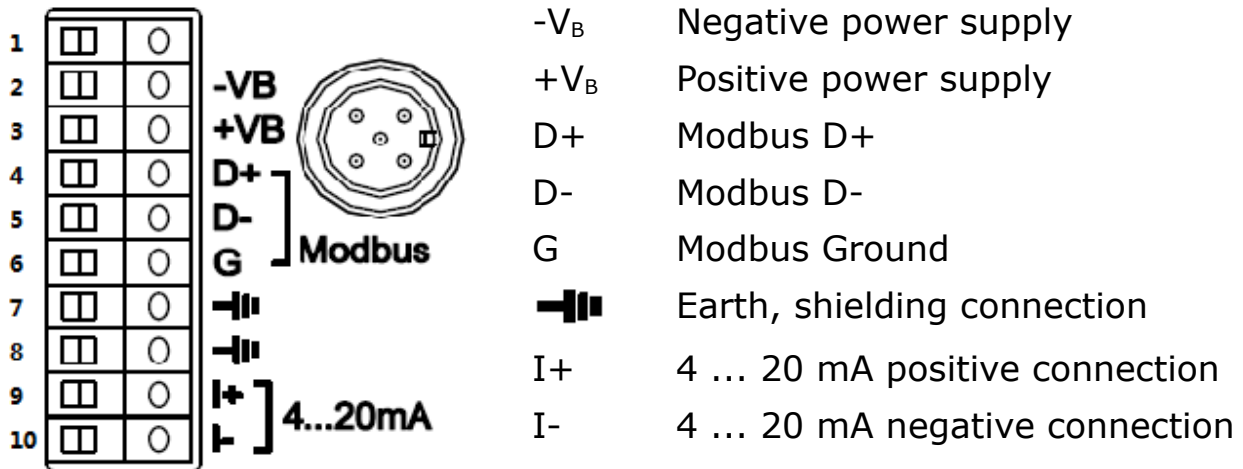 1
2 -VB
3 +VB
4 D+
5 D-
6 G
Modbus
7
8
9 I+
10 I-
4...20mA
-VB Negative power supply
+VB Positive power supply
D+ Modbus D+
D- Modbus D-
G Modbus Ground
Earth, shielding connection
I+ 4 ... 20 mA positive connection
I- 4 ... 20 mA negative connection